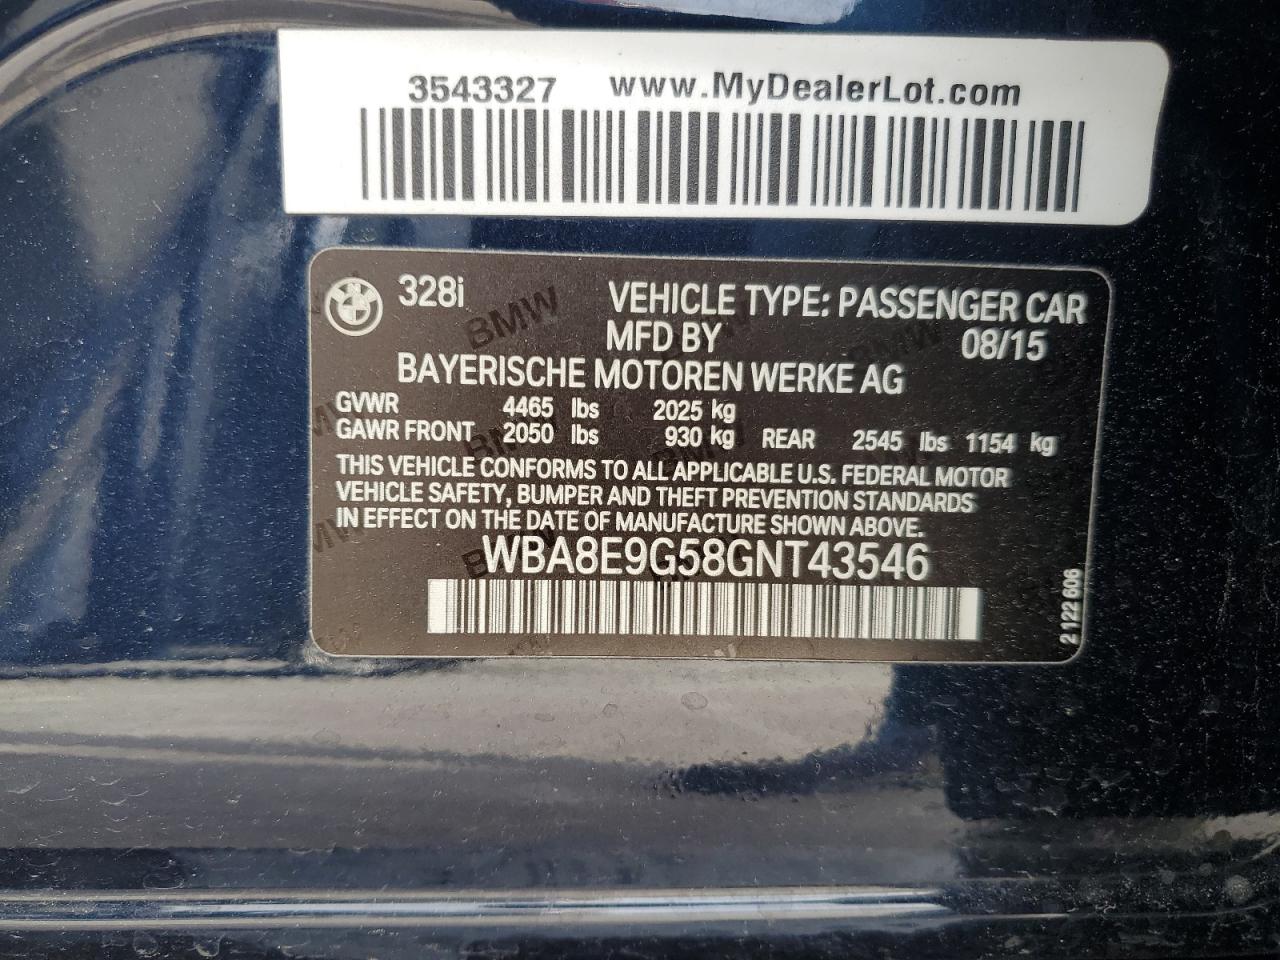 3543327 www.MyDealerLot.com
328i VEHICLE TYPE: PASSENGER CAR
MFD BY 08/15
BAYERISCHE MOTOREN WERKE AG
GVWR 4465 lbs 2025 kg
GAWR FRONT 2050 lbs 930 kg REAR 2545 lbs 1154 kg
THIS VEHICLE CONFORMS TO ALL APPLICABLE U.S. FEDERAL MOTOR
VEHICLE SAFETY, BUMPER AND THEFT PREVENTION STANDARDS
IN EFFECT ON THE DATE OF MANUFACTURE SHOWN ABOVE.
WBA8E9G58GNT43546
2 122 606